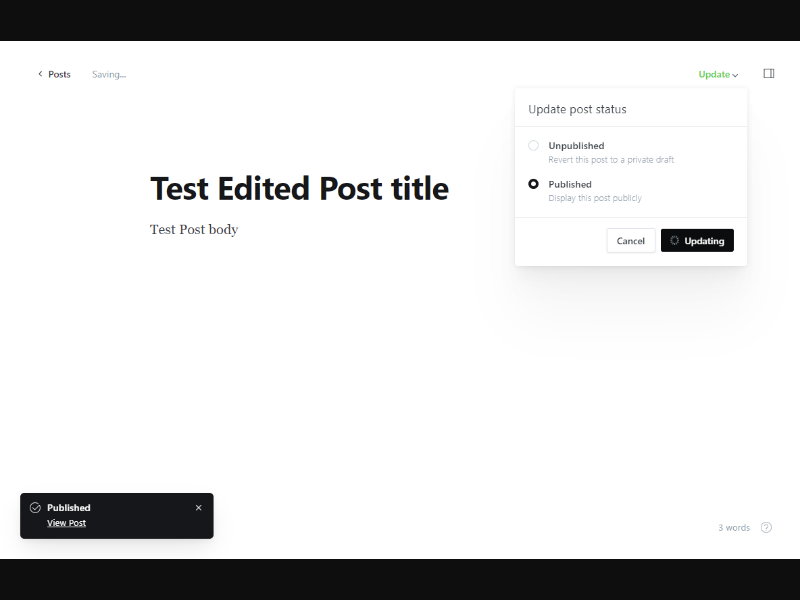 Posts
Saving...
Update
Update post status
Unpublished
Revert this post to a private draft
Published
Display this post publicly
Cancel
Updating
Test Edited Post title
Test Post body
Published
View Post
3 words
?